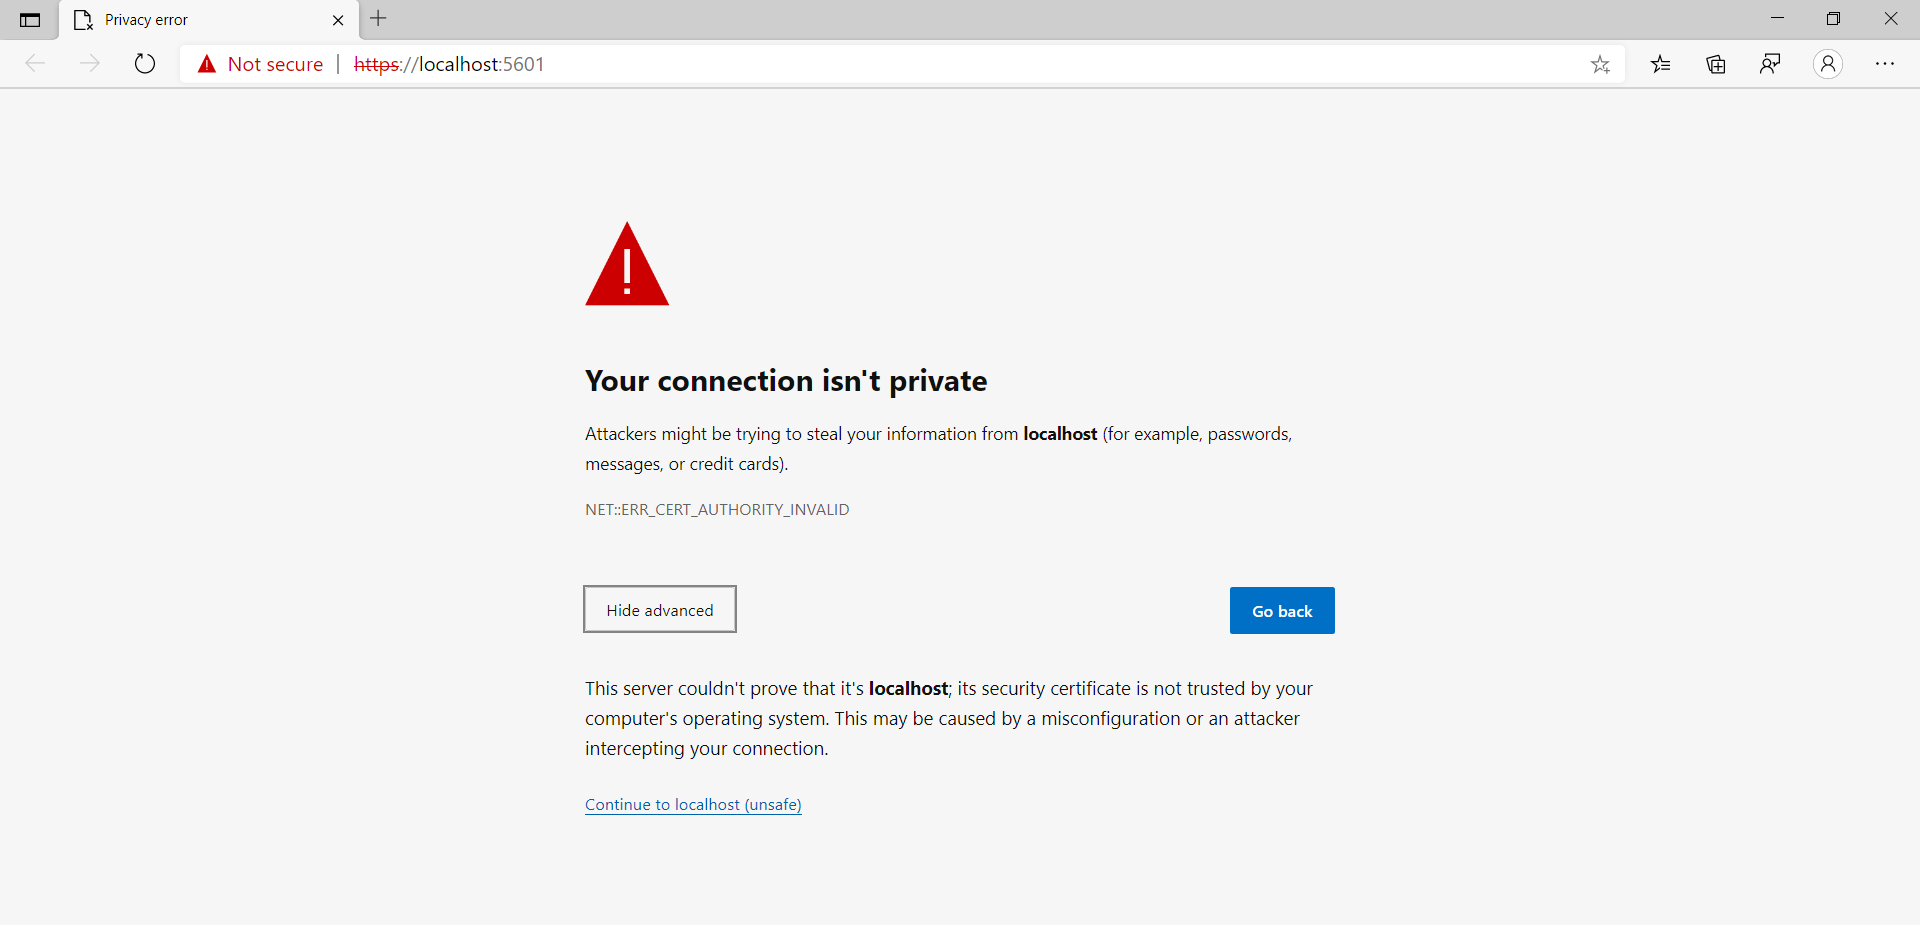 Privacy error
Not secure | https://localhost:5601
Your connection isn't private
Attackers might be trying to steal your information from localhost (for example, passwords,
messages, or credit cards).
NET::ERR_CERT_AUTHORITY_INVALID
Hide advanced
Go back
This server couldn't prove that it's localhost; its security certificate is not trusted by your
computer's operating system. This may be caused by a misconfiguration or an attacker
intercepting your connection.
Continue to localhost (unsafe)